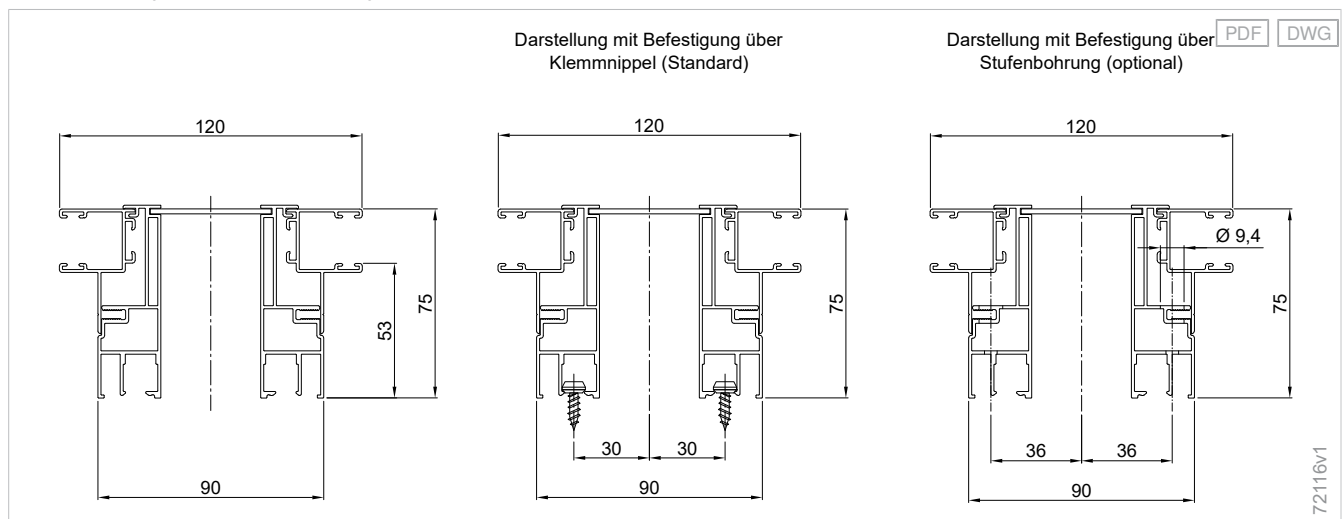 Darstellung mit Befestigung über
Klemmnippel (Standard)
Darstellung mit Befestigung über
Stufenbohrung (optional)
PDF
DWG
120
120
120
53
75
75
Ø 9,4
75
30
30
36
36
90
90
90
72116v1